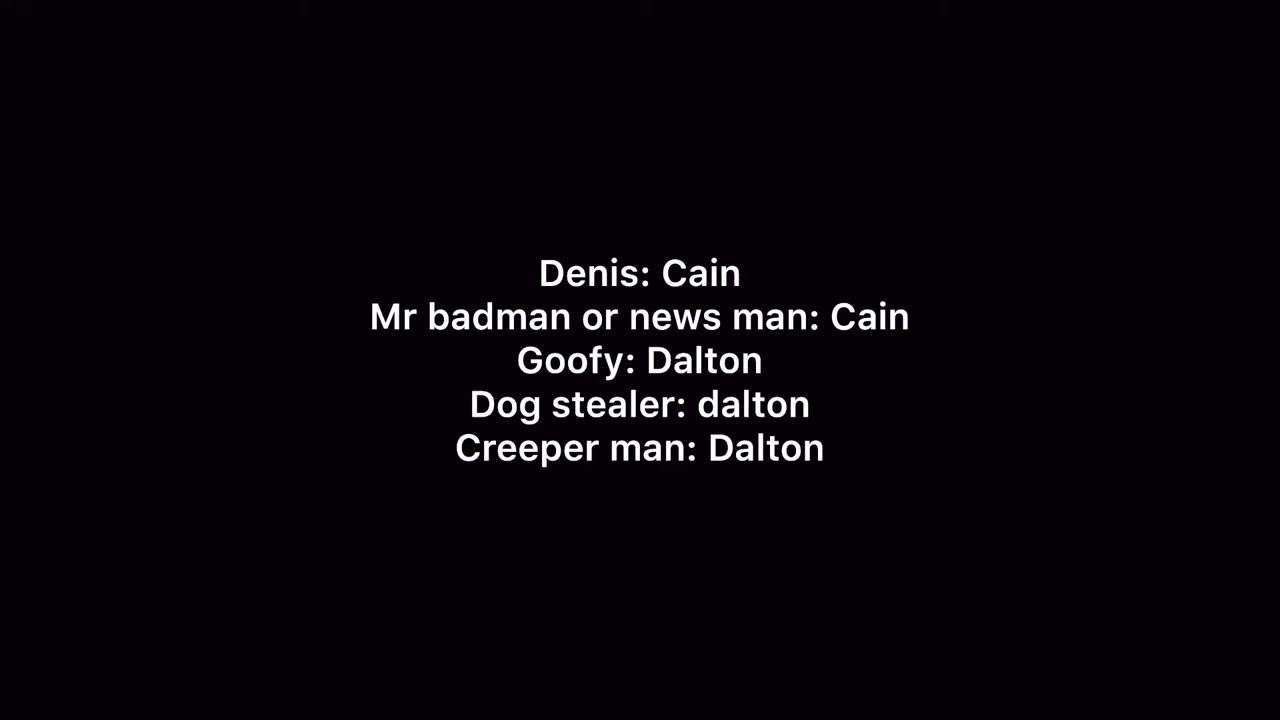 Denis: Cain
Mr badman or news man: Cain
Goofy: Dalton
Dog stealer: dalton
Creeper man: Dalton